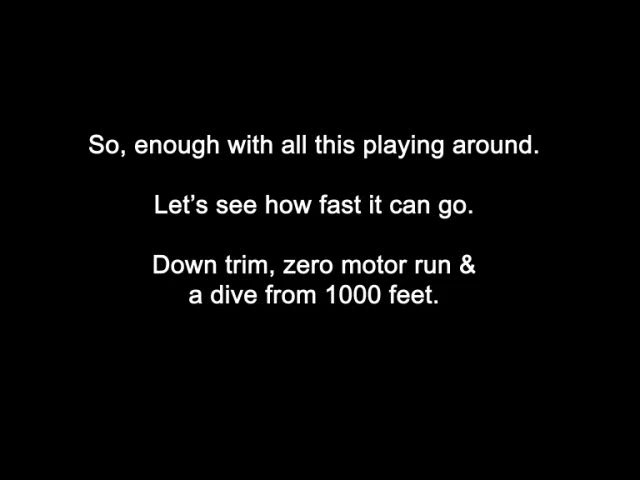 So, enough with all this playing around.
Let's see how fast it can go.
Down trim, zero motor run &
a dive from 1000 feet.